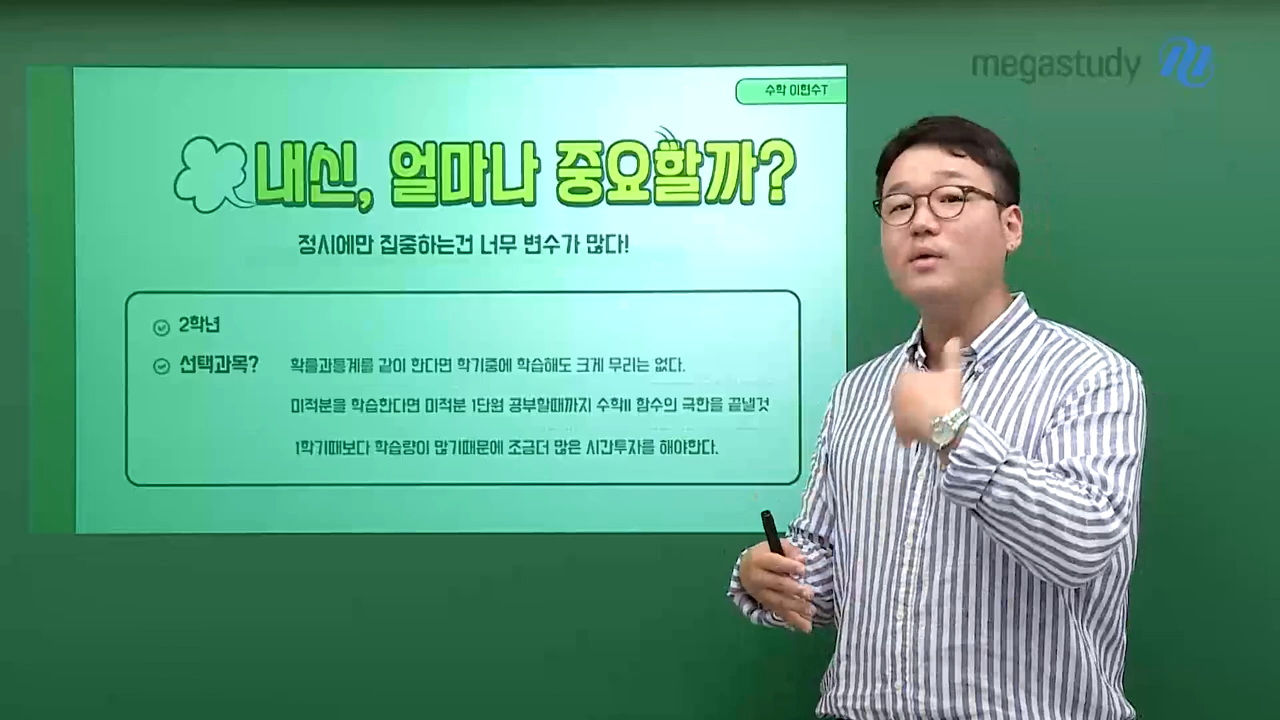 megastudy
수학 이현수T
내신, 얼마나 중요할까?
정시에만 집중하는건 너무 변수가 많다!
2학년
선택과목? 확률과통계를 같이 한다면 학기중에 학습해도 크게 무리는 없다.
미적분을 학습한다면 미적분 1단원 공부할때까지 수학II 함수의 극한을 끝낼것
1학기때보다 학습량이 많기때문에 조금더 많은 시간투자를 해야한다.